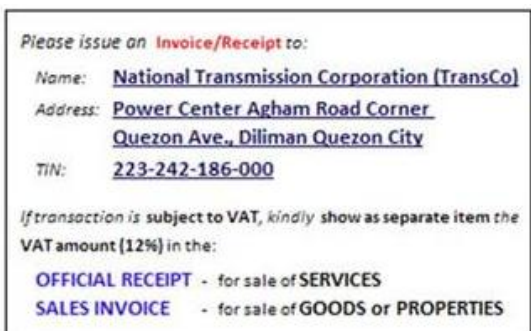 Please issue an Invoice/Receipt to:
Name: National Transmission Corporation (TransCo)
Address: Power Center Agham Road Corner
Quezon Ave., Diliman Quezon City
TIN: 223-242-186-000
If transaction is subject to VAT, kindly show as separate item the
VAT amount (12%) in the:
OFFICIAL RECEIPT - for sale of SERVICES
SALES INVOICE - for sale of GOODS or PROPERTIES